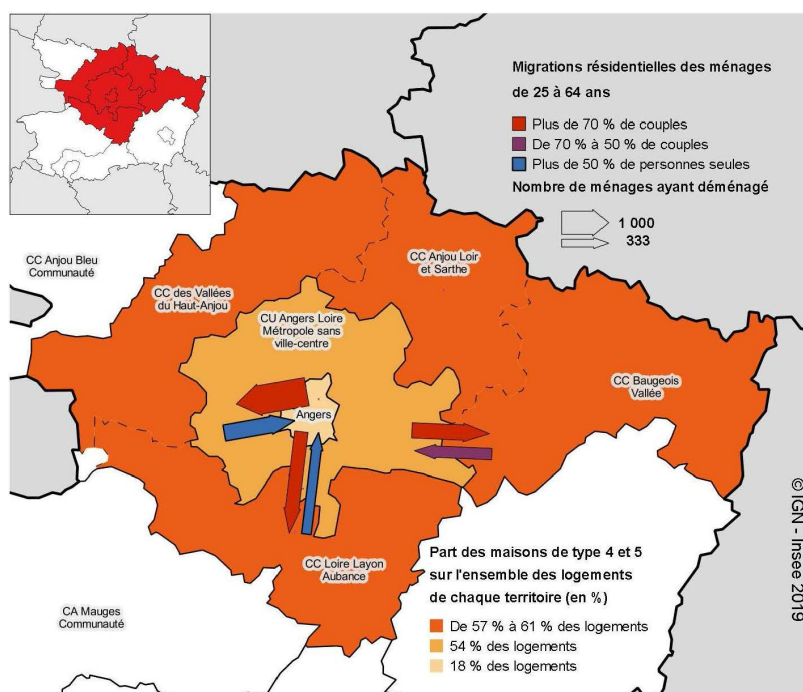 Migrations résidentielles des ménages
de 25 à 64 ans
Plus de 70 % de couples
De 70 % à 50 % de couples
Plus de 50 % de personnes seules
Nombre de ménages ayant déménagé
1 000
333
CC Anjou Bleu
Communauté
CC Anjou Loir
et Sarthe
CC des Vallées
du Haut-Anjou
CU Angers Loire
Métropole sans
ville-centre
CC Baugeois
Vallée
Angers
CC Loire Layon
Aubance
CA Mauges
Communauté
Part des maisons de type 4 et 5
sur l'ensemble des logements
de chaque territoire (en %)
De 57 % à 61 % des logements
54 % des logements
18 % des logements
© IGN - Insee 2019